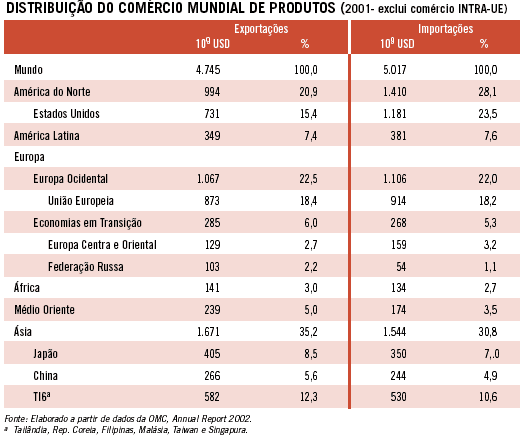 DISTRIBUIÇÃO DO COMÉRCIO MUNDIAL DE PRODUTOS (2001- exclui comércio INTRA-UE)
Exportações Importações
10⁹ USD % 10⁹ USD %
Mundo 4.745 100,0 5.017 100,0
América do Norte 994 20,9 1.410 28,1
Estados Unidos 731 15,4 1.181 23,5
América Latina 349 7,4 381 7,6
Europa
Europa Ocidental 1.067 22,5 1.106 22,0
União Europeia 873 18,4 914 18,2
Economias em Transição 285 6,0 268 5,3
Europa Centra e Oriental 129 2,7 159 3,2
Federação Russa 103 2,2 54 1,1
África 141 3,0 134 2,7
Médio Oriente 239 5,0 174 3,5
Ásia 1.671 35,2 1.544 30,8
Japão 405 8,5 350 7,.0
China 266 5,6 244 4,9
TI6ª 582 12,3 530 10,6
Fonte: Elaborado a partir de dados da OMC, Annual Report 2002.
ª Tailândia, Rep. Coreia, Filipinas, Malásia, Taiwan e Singapura.